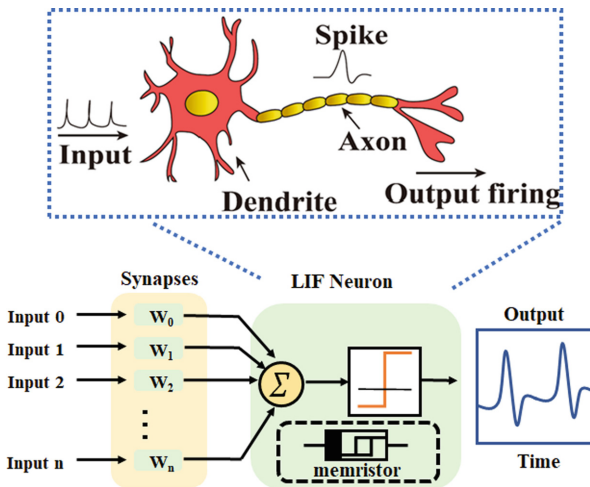 Spike
Input
Axon
Dendrite
Output firing
Synapses
LIF Neuron
Output
Input 0
W0
Input 1
W1
Input 2
W2
Σ
Input n
Wn
memristor
Time